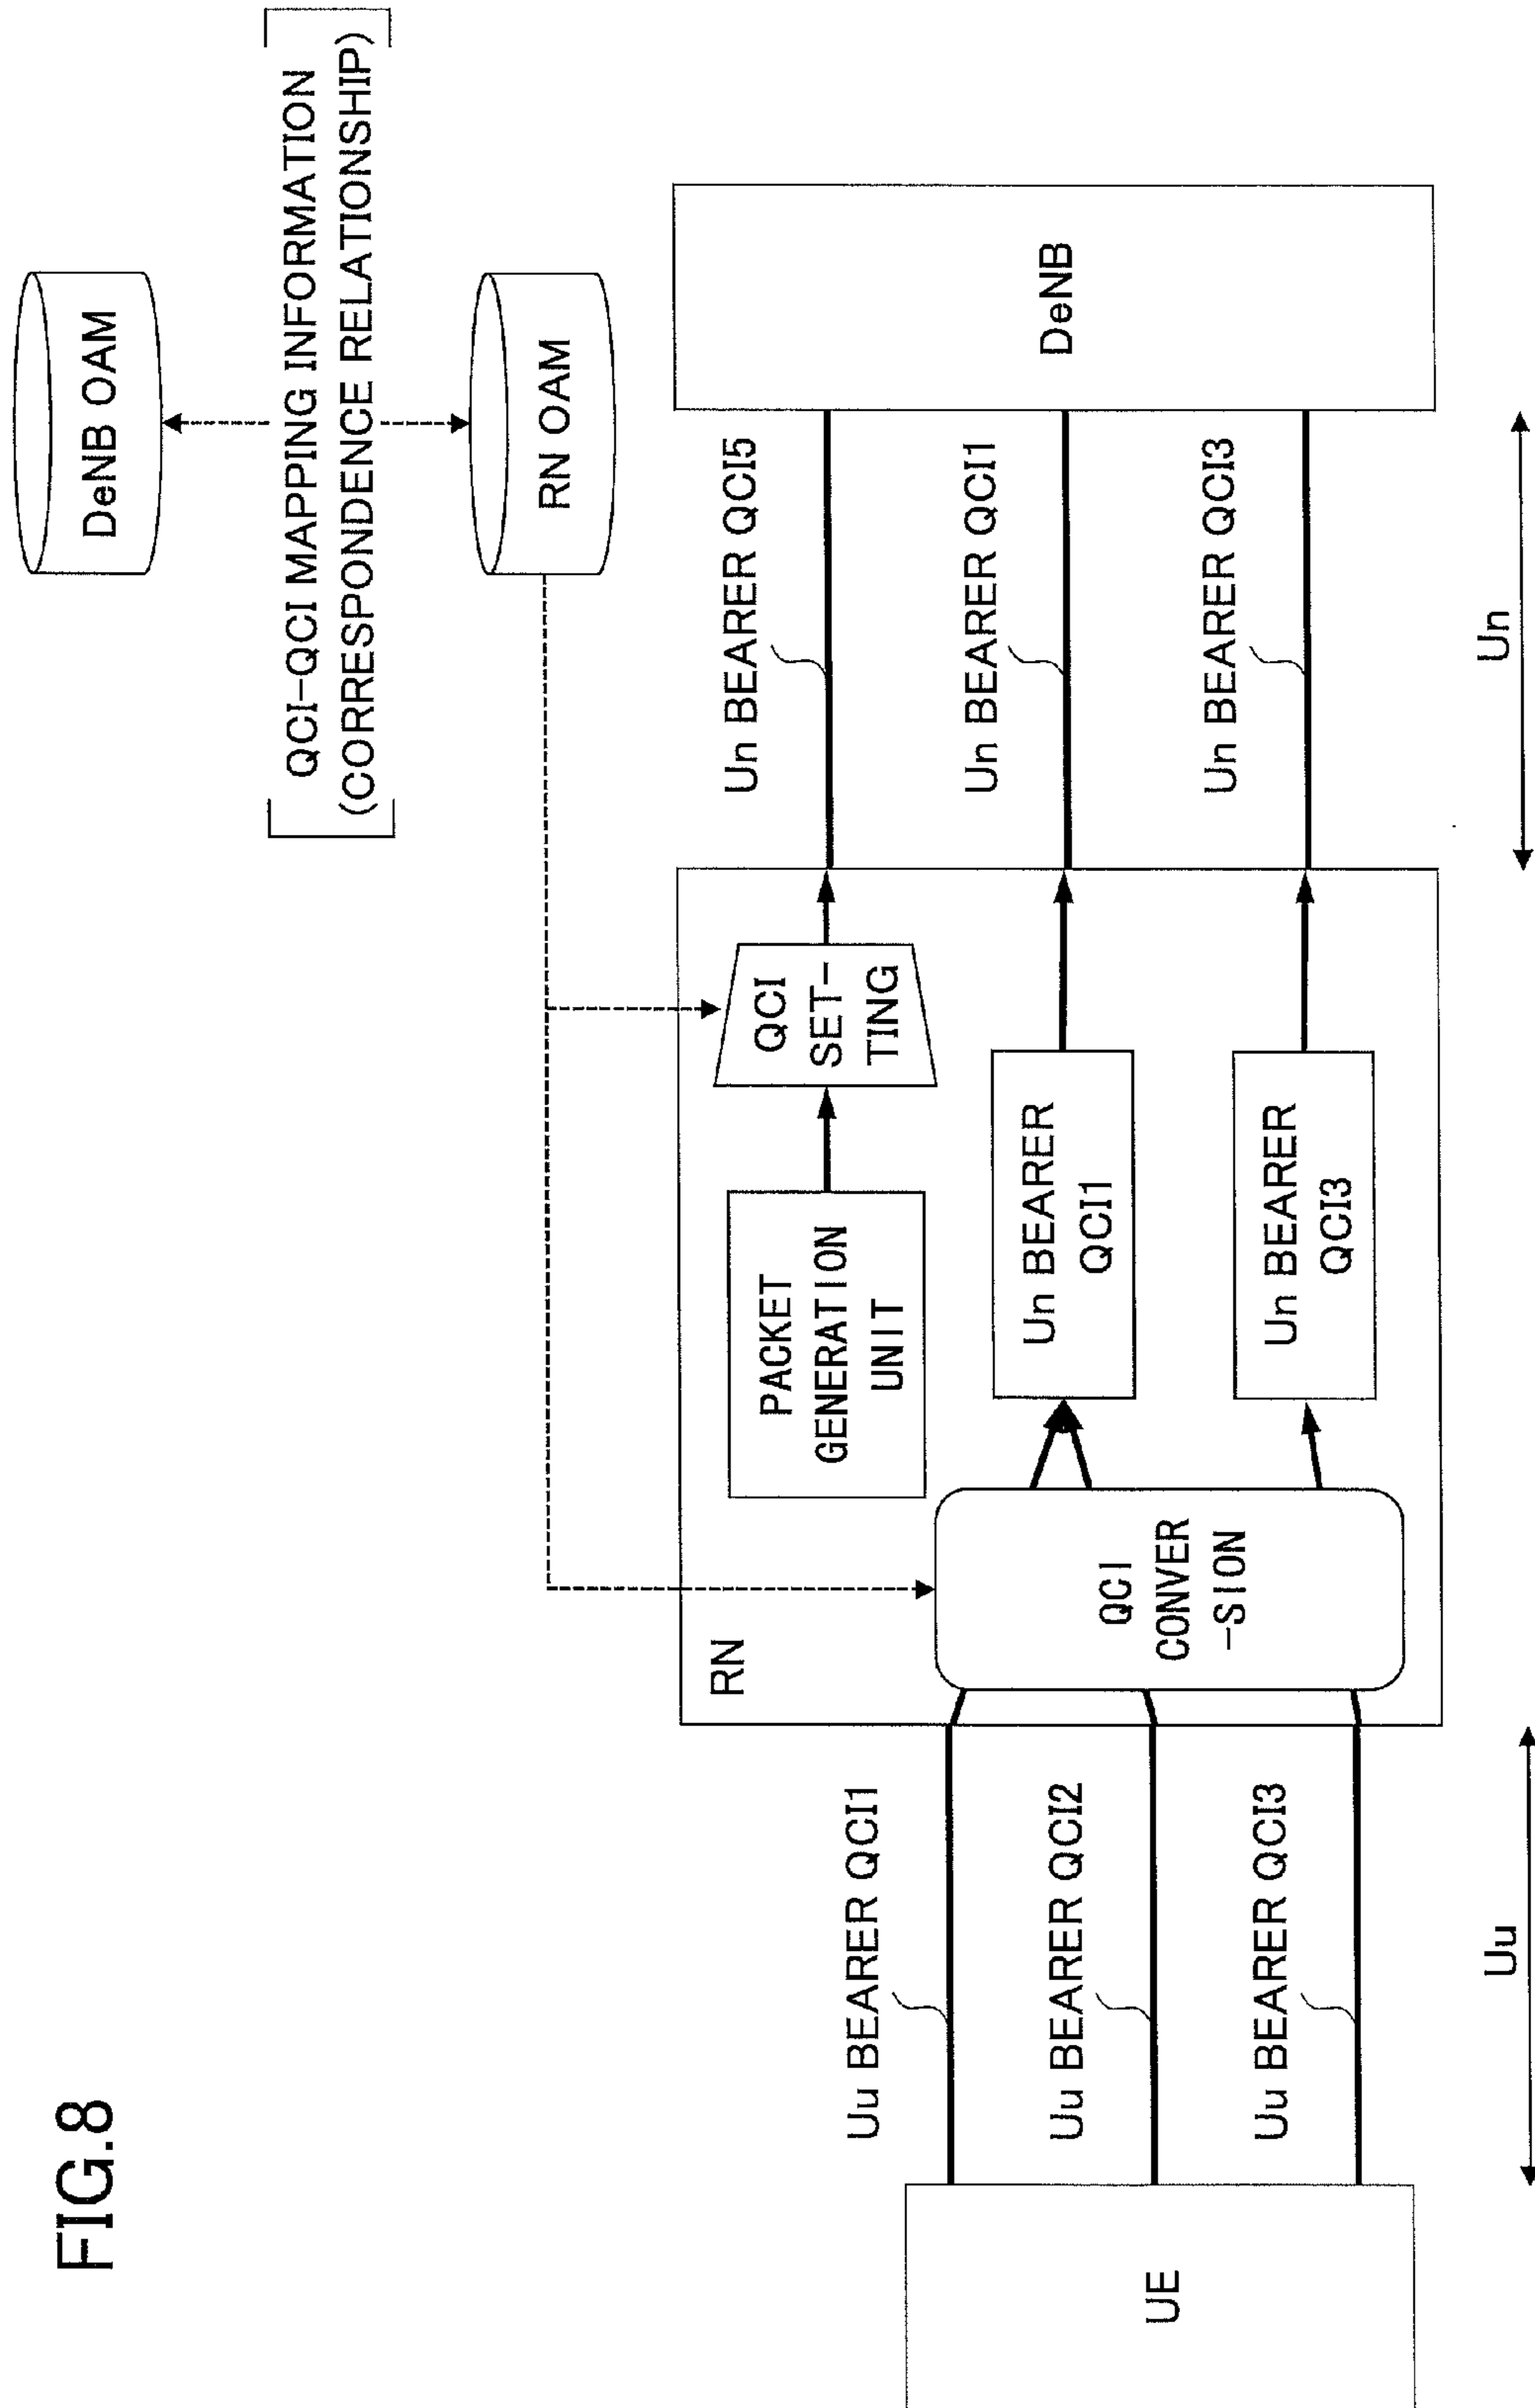 FIG.8
DeNB OAM
QCI-QCI MAPPING INFORMATION
(CORRESPONDENCE RELATIONSHIP)
RN OAM
UE
Uu BEARER QCI1
Uu BEARER QCI2
Uu BEARER QCI3
Uu
RN
QCI
CONVER
-SION
PACKET
GENERATION
UNIT
QCI
SET-
TING
Un BEARER
QCI1
Un BEARER
QCI3
Un BEARER QCI5
Un BEARER QCI1
Un BEARER QCI3
Un
DeNB